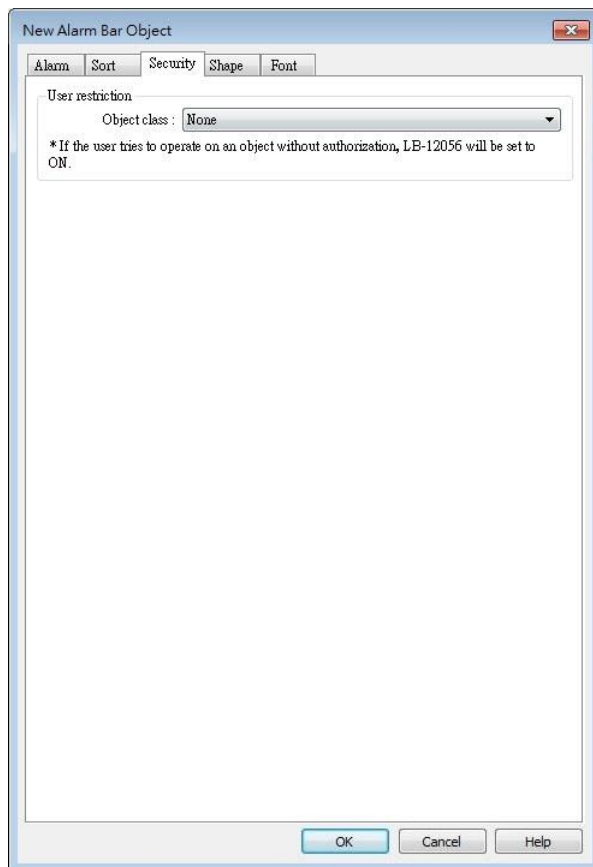 New Alarm Bar Object
Alarm Sort Security Shape Font
User restriction
Object class : None
* If the user tries to operate on an object without authorization, LB-12056 will be set to
ON.
OK Cancel Help